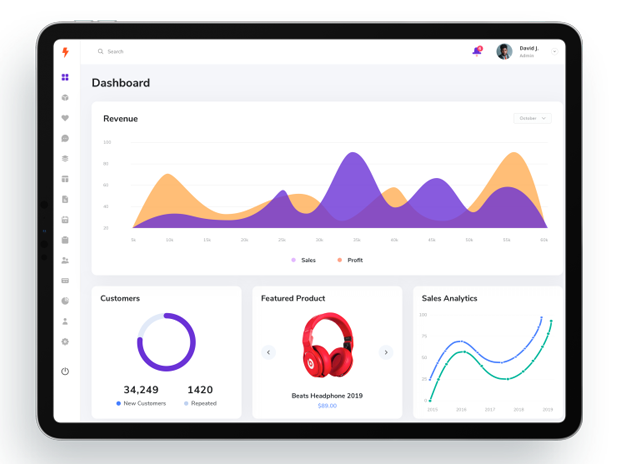 Search
David J.
Admin
Dashboard
Revenue
October
100
80
60
40
20
5k 10k 15k 20k 25k 30k 35k 40k 45k 50k 55k 60k
Sales Profit
Customers
34,249 1420
New Customers Repeated
Featured Product
Beats Headphone 2019
$89.00
Sales Analytics
100
75
50
25
0
2015 2016 2017 2018 2019